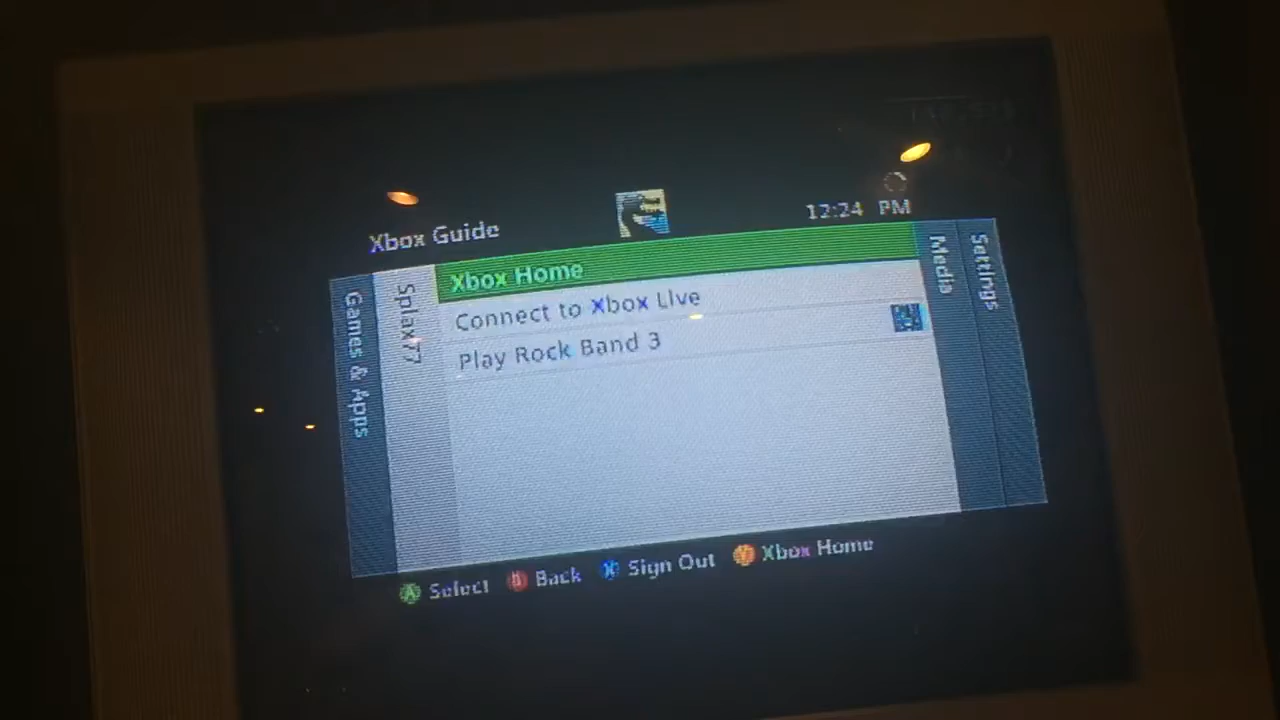 Xbox Guide
12:24 PM
Games & Apps
Splax77
Xbox Home
Connect to Xbox Live
Play Rock Band 3
Media
Settings
A Select B Back X Sign Out Y Xbox Home